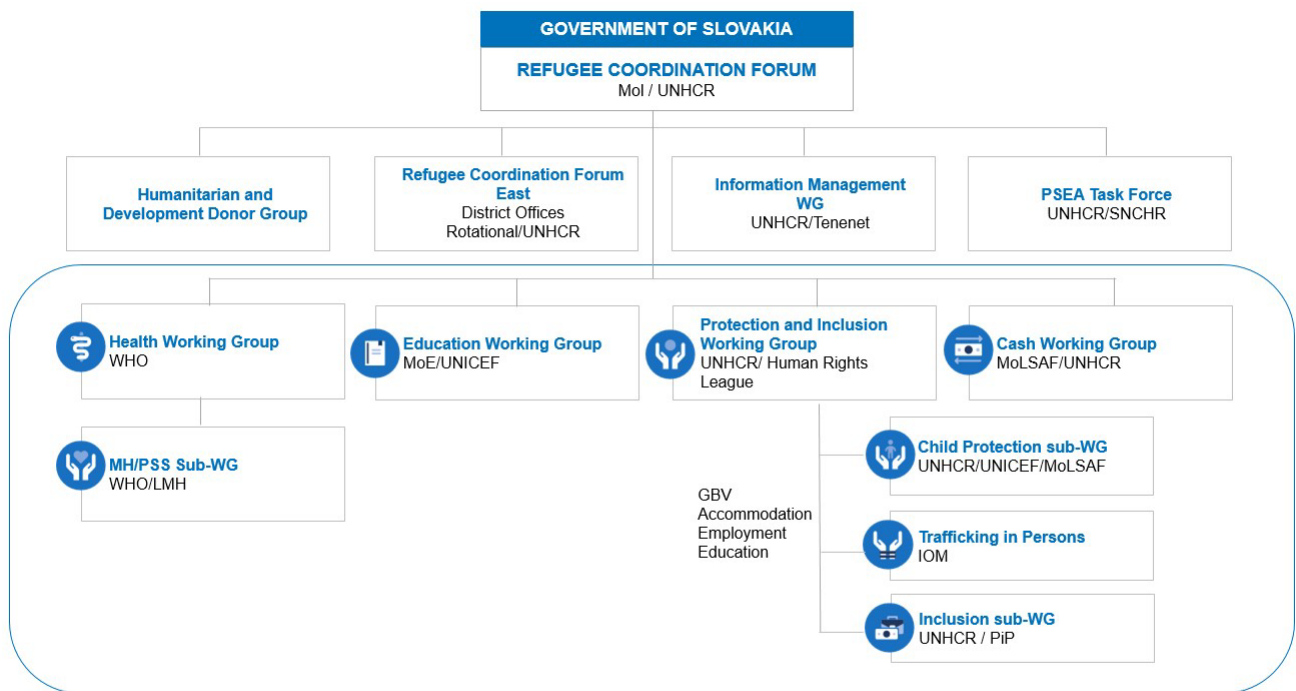 GOVERNMENT OF SLOVAKIA
REFUGEE COORDINATION FORUM
MoI / UNHCR
Humanitarian and
Development Donor Group
Refugee Coordination Forum
East
District Offices
Rotational/UNHCR
Information Management
WG
UNHCR/Tenenet
PSEA Task Force
UNHCR/SNCHR
Health Working Group
WHO
Education Working Group
MoE/UNICEF
Protection and Inclusion
Working Group
UNHCR/ Human Rights
League
Cash Working Group
MoLSAF/UNHCR
MH/PSS Sub-WG
WHO/LMH
GBV
Accommodation
Employment
Education
Child Protection sub-WG
UNHCR/UNICEF/MoLSAF
Trafficking in Persons
IOM
Inclusion sub-WG
UNHCR / PiP